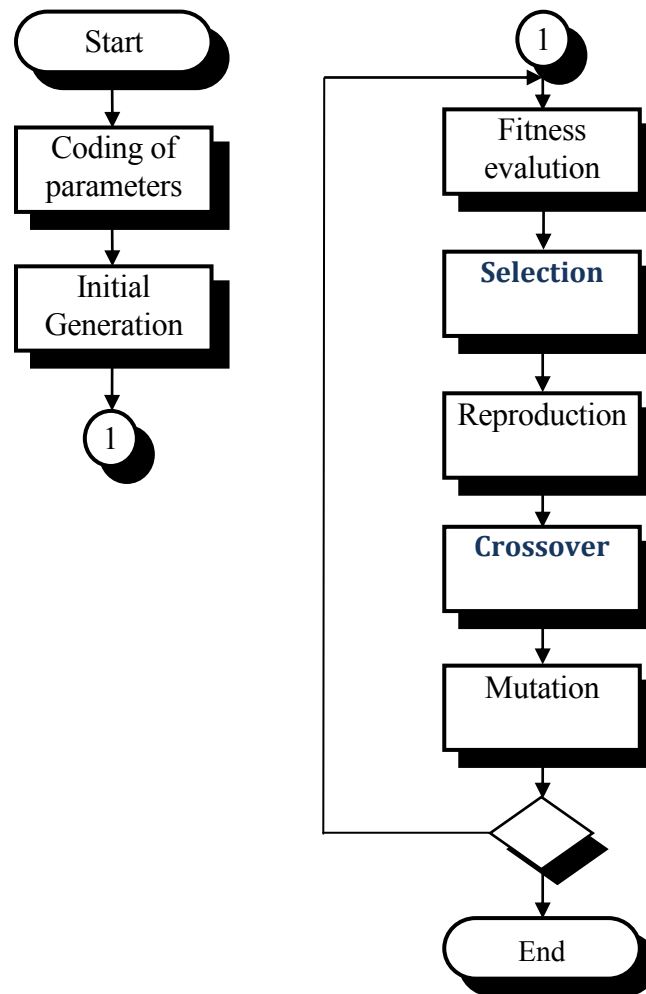 Start
Coding of
parameters
Initial
Generation
1
1
Fitness
evalution
Selection
Reproduction
Crossover
Mutation
End